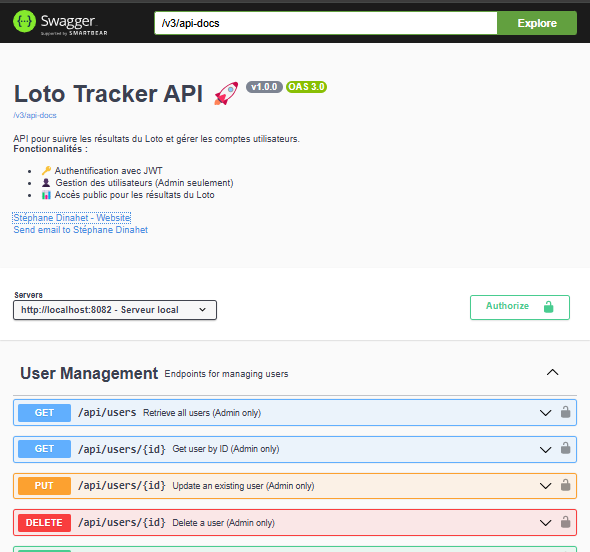 Swagger
Supported by SMARTBEAR
/v3/api-docs
Explore
Loto Tracker API 🚀 v1.0.0 OAS 3.0
/v3/api-docs
API pour suivre les résultats du Loto et gérer les comptes utilisateurs.
Fonctionnalités :
• 🔑 Authentification avec JWT
• 👤 Gestion des utilisateurs (Admin seulement)
• 📊 Accès public pour les résultats du Loto
Stéphane Dinahet - Website
Send email to Stéphane Dinahet
Servers
http://localhost:8082 - Serveur local
Authorize
User Management Endpoints for managing users
GET /api/users Retrieve all users (Admin only)
GET /api/users/{id} Get user by ID (Admin only)
PUT /api/users/{id} Update an existing user (Admin only)
DELETE /api/users/{id} Delete a user (Admin only)